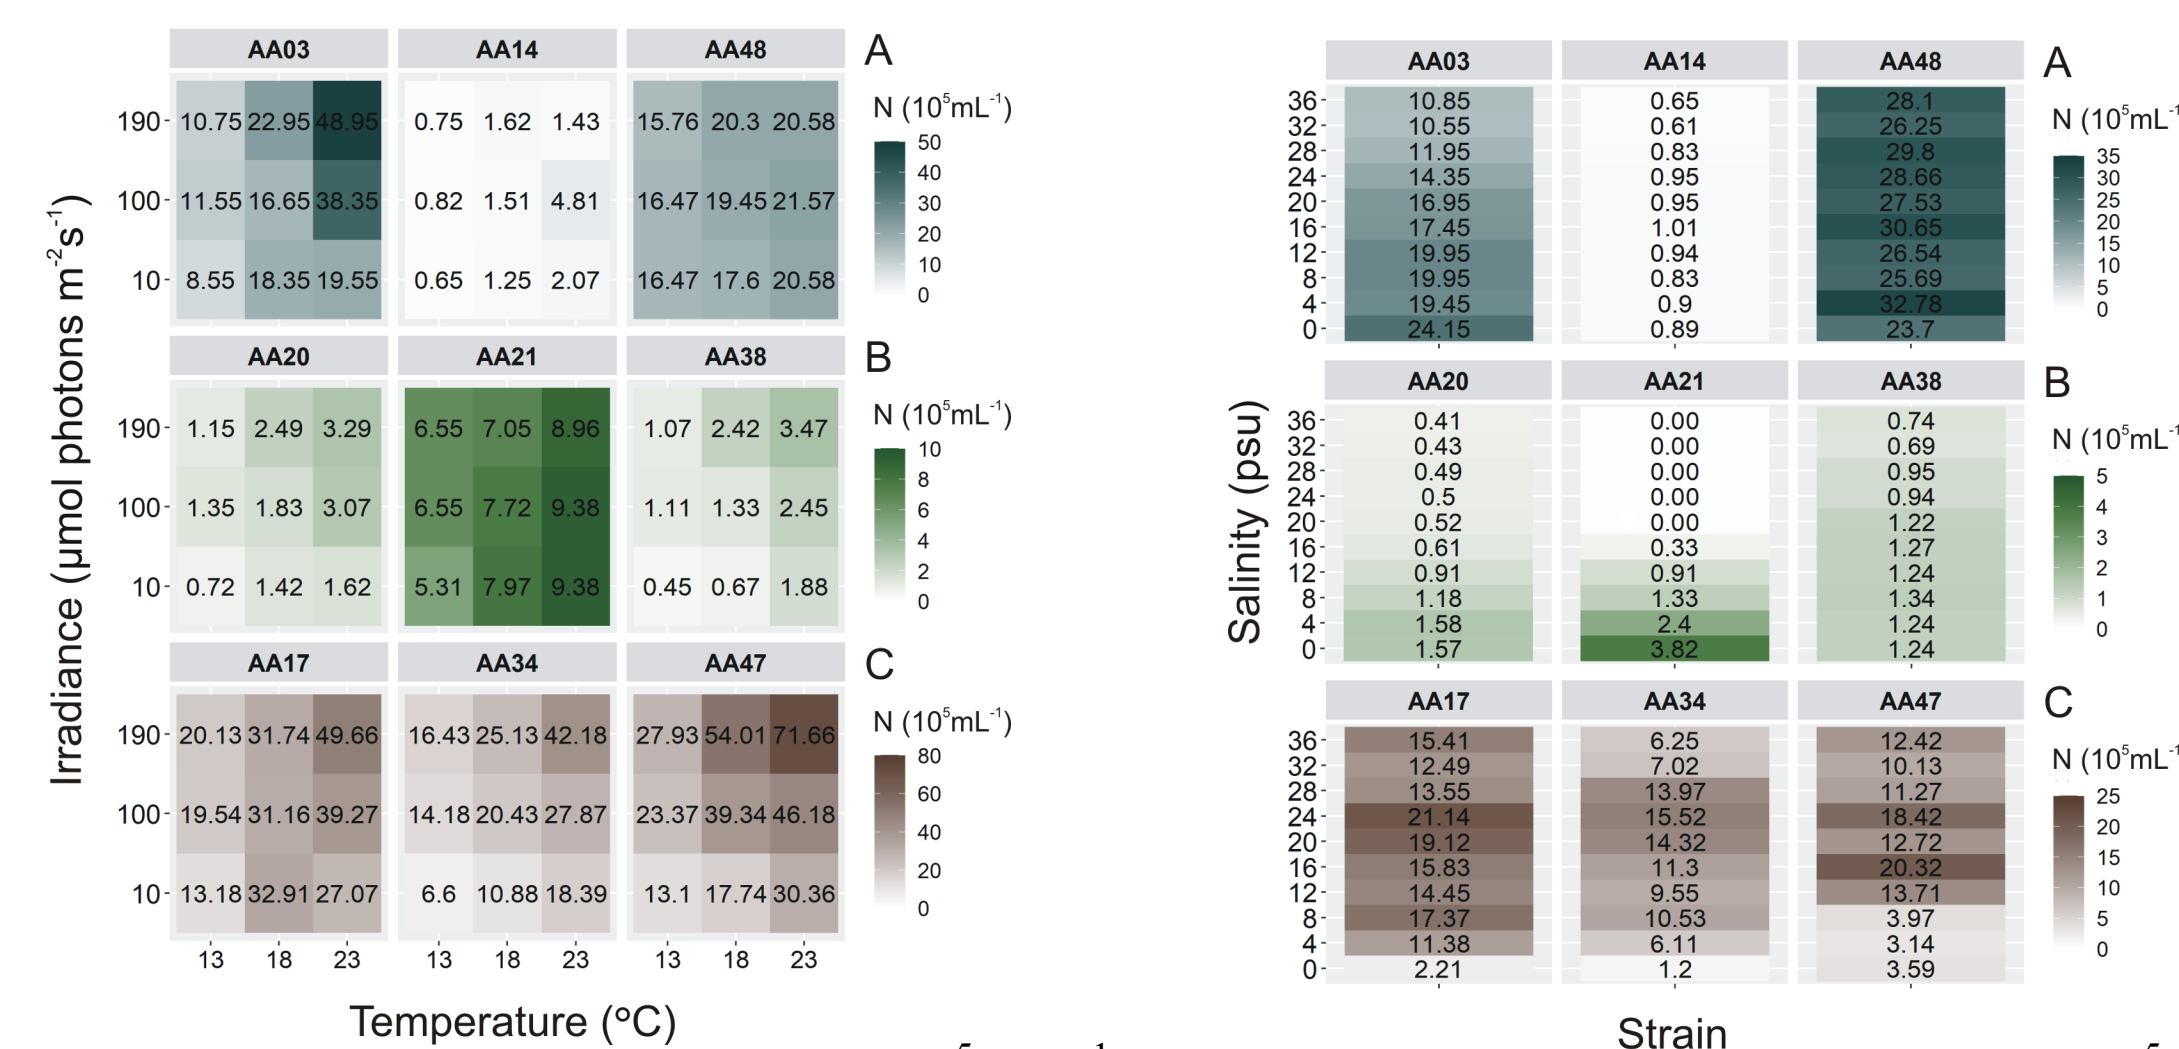 AA03 AA14 AA48 A
190 10.75 22.95 48.95 0.75 1.62 1.43 15.76 20.3 20.58
100 11.55 16.65 38.35 0.82 1.51 4.81 16.47 19.45 21.57
10 8.55 18.35 19.55 0.65 1.25 2.07 16.47 17.6 20.58
N (10⁵mL⁻¹)
50
40
30
20
10
0
AA20 AA21 AA38 B
190 1.15 2.49 3.29 6.55 7.05 8.96 1.07 2.42 3.47
100 1.35 1.83 3.07 6.55 7.72 9.38 1.11 1.33 2.45
10 0.72 1.42 1.62 5.31 7.97 9.38 0.45 0.67 1.88
N (10⁵mL⁻¹)
10
8
6
4
2
0
AA17 AA34 AA47 C
190 20.13 31.74 49.66 16.43 25.13 42.18 27.93 54.01 71.66
100 19.54 31.16 39.27 14.18 20.43 27.87 23.37 39.34 46.18
10 13.18 32.91 27.07 6.6 10.88 18.39 13.1 17.74 30.36
N (10⁵mL⁻¹)
80
60
40
20
0
13 18 23 13 18 23 13 18 23
Irradiance (µmol photons m⁻²s⁻¹)
Temperature (°C)
AA03 AA14 AA48 A
36 10.85 0.65 28.1
32 10.55 0.61 26.25
28 11.95 0.83 29.8
24 14.35 0.95 28.66
20 16.95 0.95 27.53
16 17.45 1.01 30.65
12 19.95 0.94 26.54
8 19.95 0.83 25.69
4 19.45 0.9 32.78
0 24.15 0.89 23.7
N (10⁵mL⁻¹
35
30
25
20
15
10
5
0
AA20 AA21 AA38 B
36 0.41 0.00 0.74
32 0.43 0.00 0.69
28 0.49 0.00 0.95
24 0.5 0.00 0.94
20 0.52 0.00 1.22
16 0.61 0.33 1.27
12 0.91 0.91 1.24
8 1.18 1.33 1.34
4 1.58 2.4 1.24
0 1.57 3.82 1.24
N (10⁵mL⁻¹
5
4
3
2
1
0
AA17 AA34 AA47 C
36 15.41 6.25 12.42
32 12.49 7.02 10.13
28 13.55 13.97 11.27
24 21.14 15.52 18.42
20 19.12 14.32 12.72
16 15.83 11.3 20.32
12 14.45 9.55 13.71
8 17.37 10.53 3.97
4 11.38 6.11 3.14
0 2.21 1.2 3.59
N (10⁵mL⁻¹
25
20
15
10
5
0
Salinity (psu)
Strain